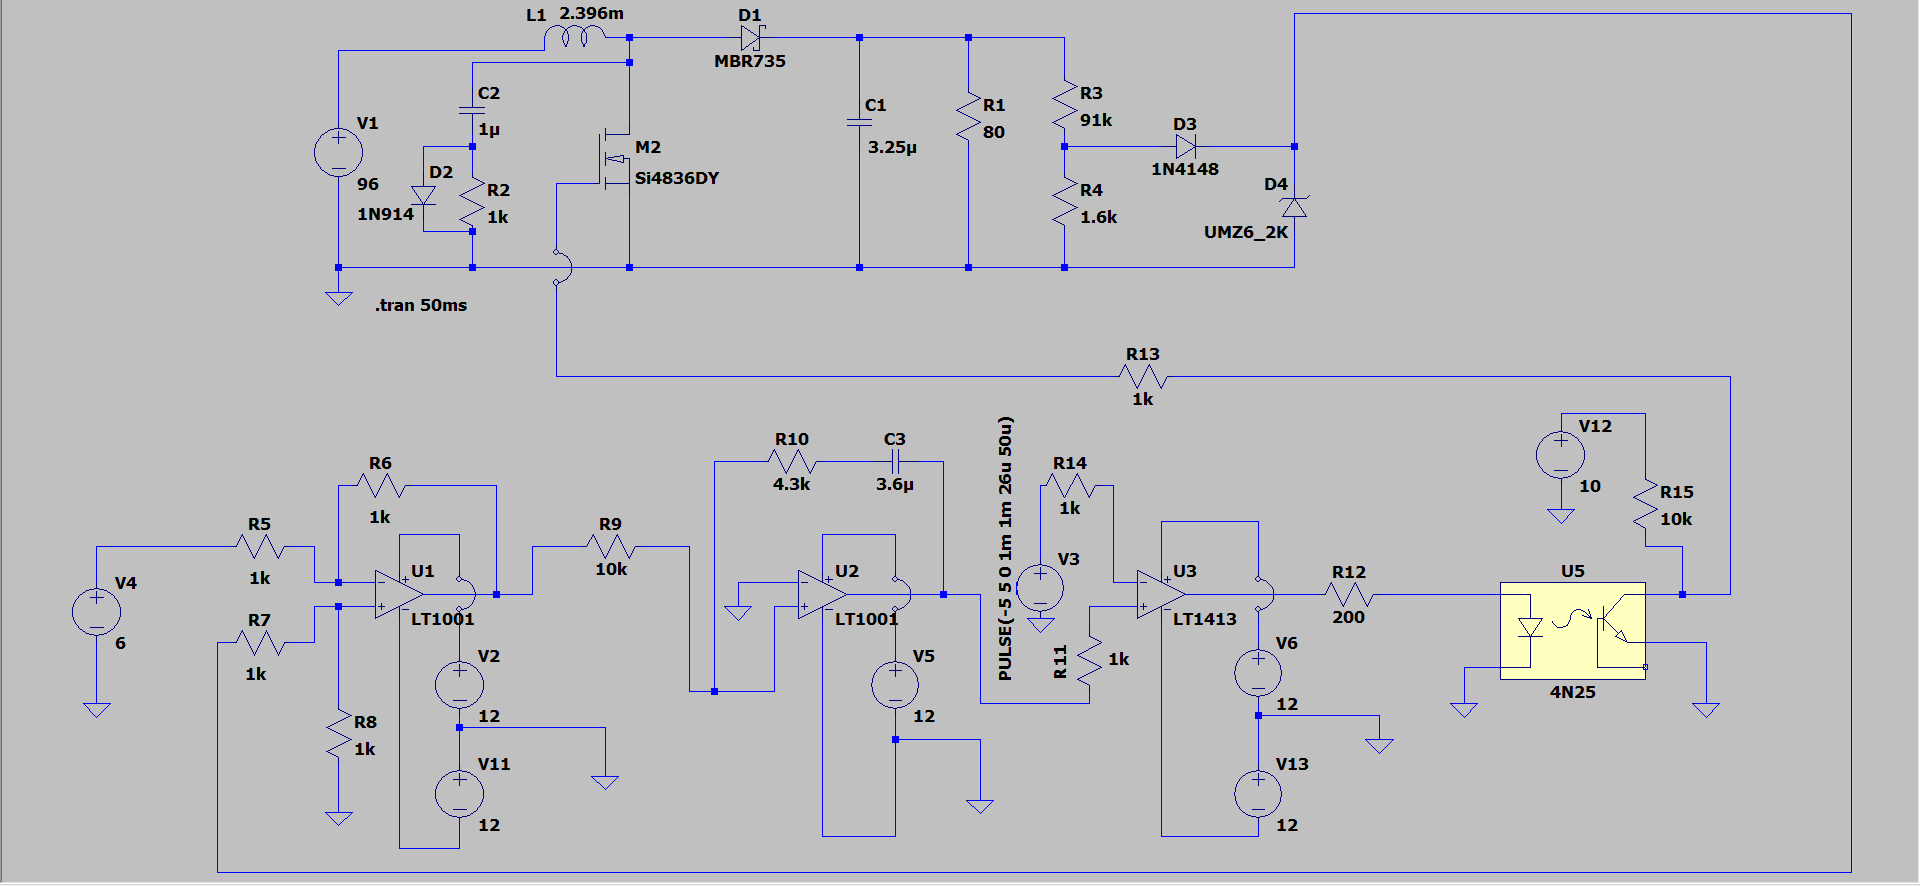 L1
2.396m
D1
MBR735
C2
1µ
V1
96
D2
1N914
R2
1k
M2
Si4836DY
C1
3.25µ
R1
80
R3
91k
D3
1N4148
R4
1.6k
D4
UMZ6_2K
.tran 50ms
R13
1k
V12
10
R15
10k
R6
1k
R10
4.3k
C3
3.6µ
PULSE(-5 5 0 1m 1m 26u 50u)
R14
1k
V3
R5
1k
R9
10k
V4
6
U1
LT1001
U2
LT1001
U3
LT1413
R12
200
U5
4N25
R7
1k
R11
1k
V2
12
V5
12
V6
12
R8
1k
V11
12
V13
12